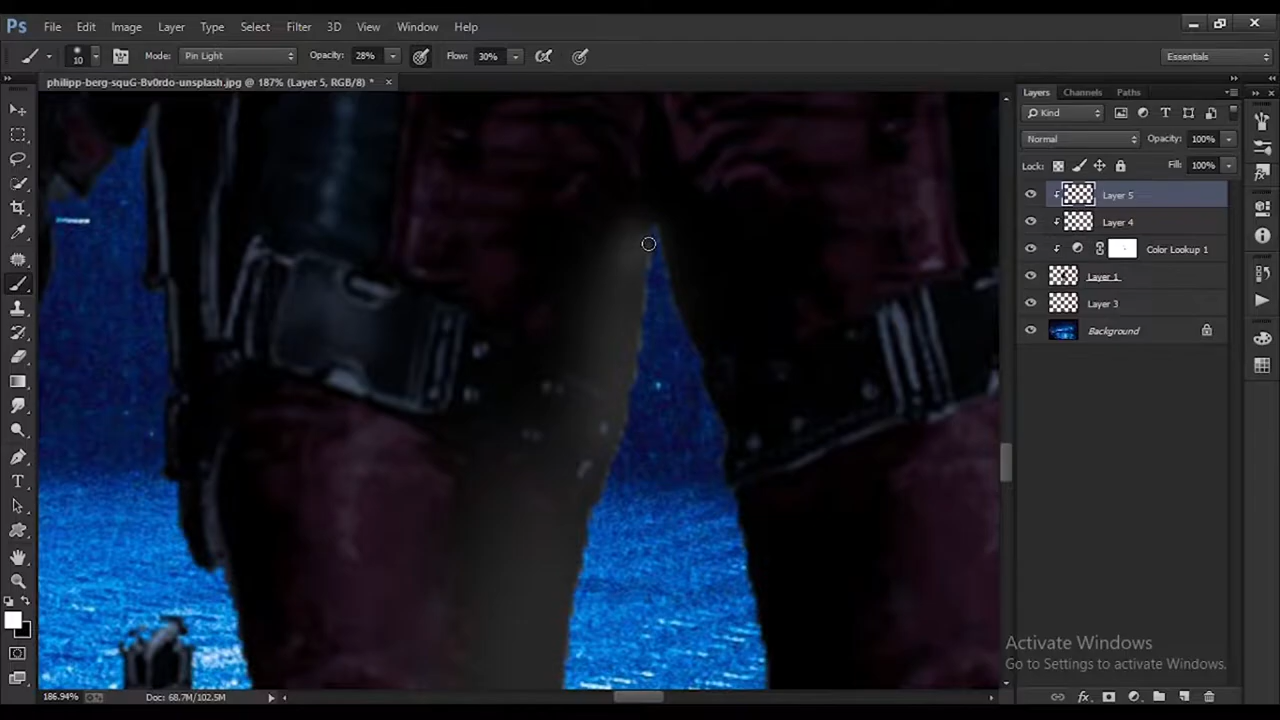 Ps File Edit Image Layer Type Select Filter 3D View Window Help
10 Mode: Pin Light Opacity: 28% Flow: 30% Essentials
philipp-berg-squG-Bv0rdo-unsplash.jpg @ 187% (Layer 5, RGB/8) *
Layers Channels Paths
Kind
Normal Opacity: 100%
Lock: Fill: 100%
Layer 5
Layer 4
Color Lookup 1
Layer 1
Layer 3
Background
Activate Windows
Go to Settings to activate Windows.
186.94% Doc: 68.7M/102.5M